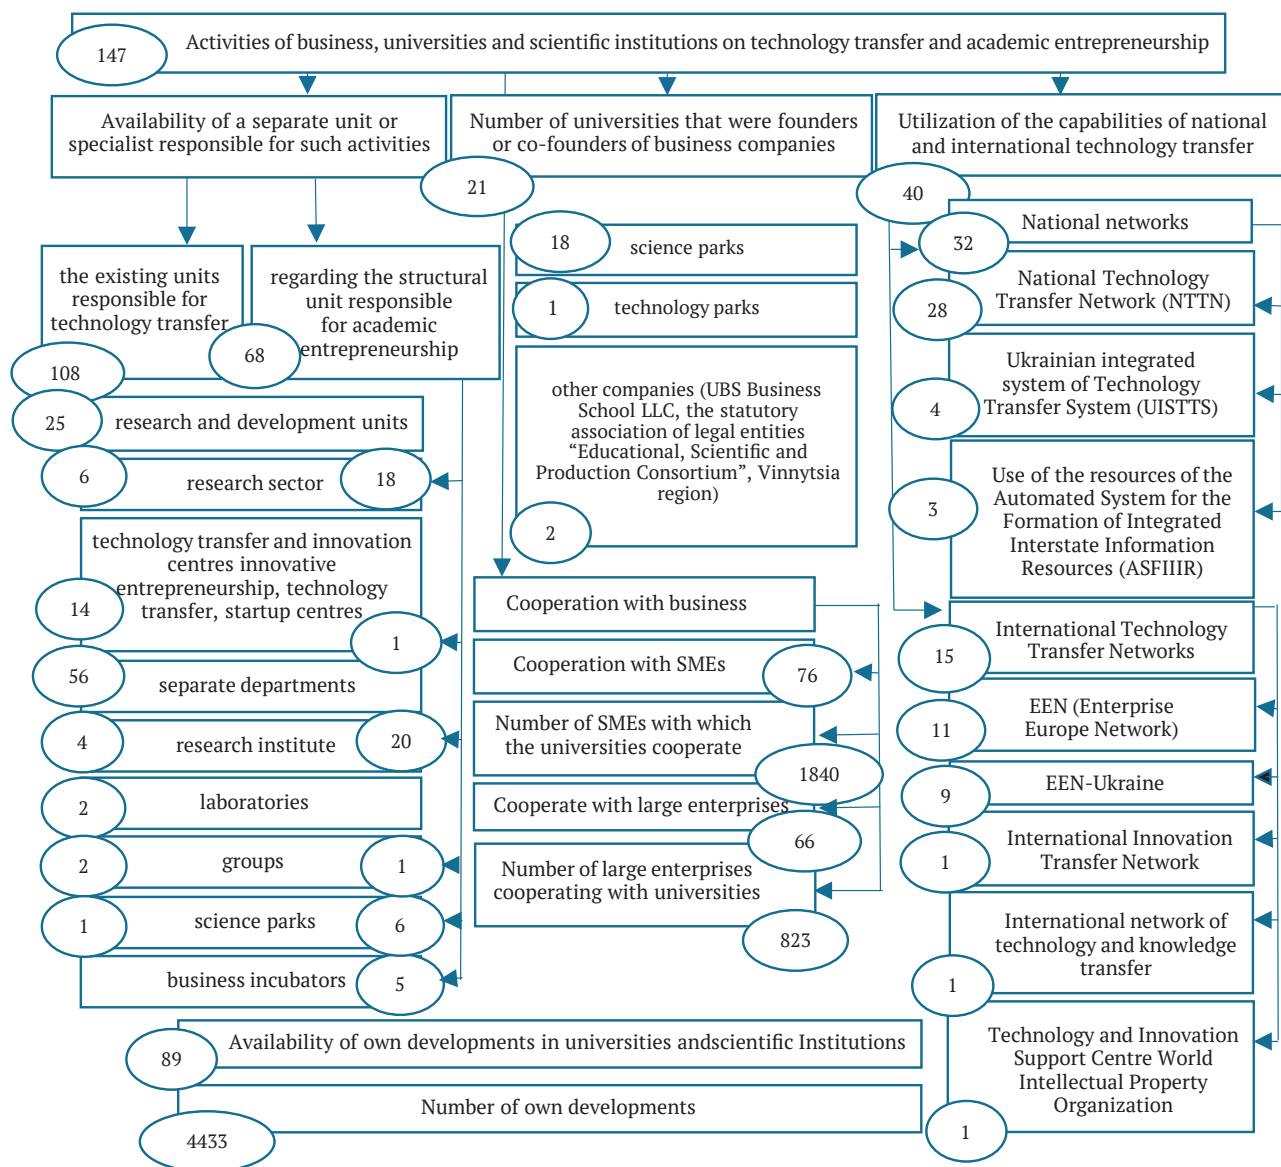 147
Activities of business, universities and scientific institutions on technology transfer and academic entrepreneurship
Availability of a separate unit or
specialist responsible for such activities
the existing units
responsible for
technology transfer
108
regarding the structural
unit responsible
for academic
entrepreneurship
68
25
research and development units
6
research sector
18
technology transfer and innovation
centres innovative
entrepreneurship, technology
transfer, startup centres
14
1
56
separate departments
4
research institute
20
2
laboratories
2
groups
1
1
science parks
6
business incubators
5
Number of universities that were founders
or co-founders of business companies
21
18
science parks
1
technology parks
other companies (UBS Business
School LLC, the statutory
association of legal entities
“Educational, Scientific and
Production Consortium”, Vinnytsia
region)
2
Cooperation with business
Cooperation with SMEs
76
Number of SMEs with which
the universities cooperate
1840
Cooperate with large enterprises
66
Number of large enterprises
cooperating with universities
823
Utilization of the capabilities of national
and international technology transfer
40
National networks
32
National Technology
Transfer Network (NTTN)
28
Ukrainian integrated
system of Technology
Transfer System (UISTTS)
4
Use of the resources of the
Automated System for the
Formation of Integrated
Interstate Information
Resources (ASFIIIR)
3
International Technology
Transfer Networks
15
EEN (Enterprise
Europe Network)
11
EEN-Ukraine
9
International Innovation
Transfer Network
1
International network of
technology and knowledge
transfer
1
Technology and Innovation
Support Centre World
Intellectual Property
Organization
1
Availability of own developments in universities andscientific Institutions
89
Number of own developments
4433